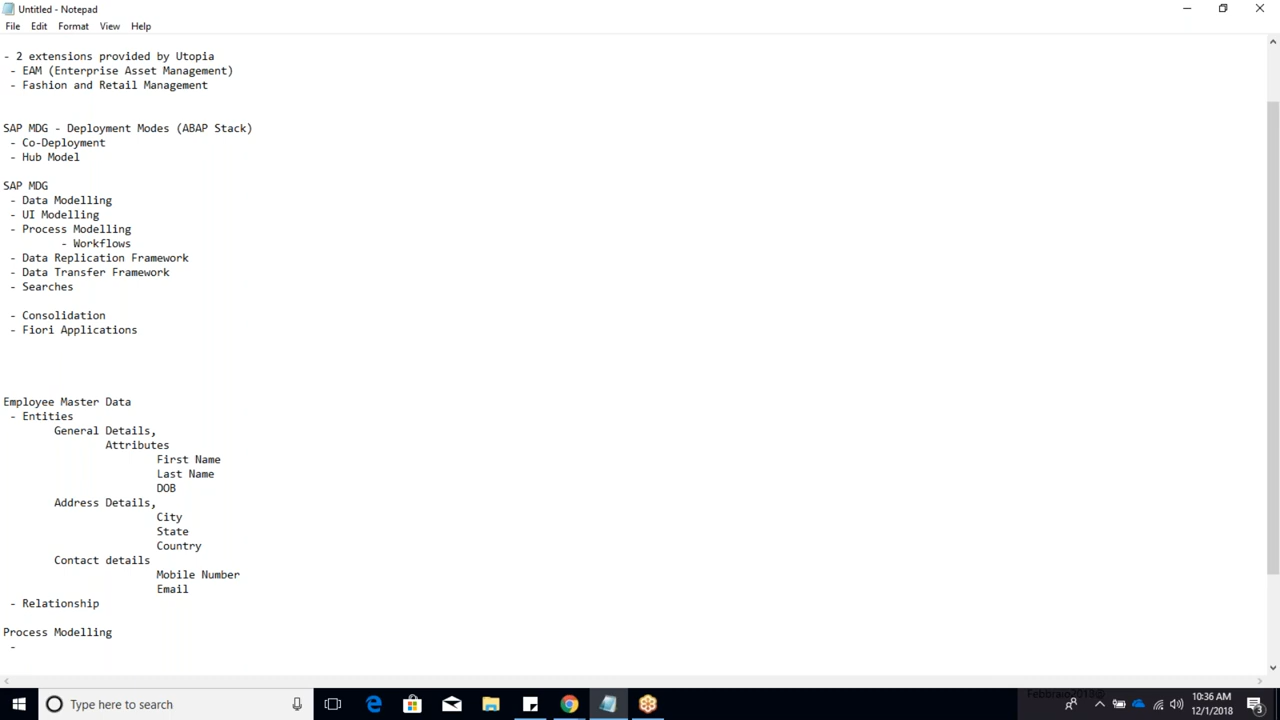 Untitled - Notepad
File Edit Format View Help
- 2 extensions provided by Utopia
- EAM (Enterprise Asset Management)
- Fashion and Retail Management
SAP MDG - Deployment Modes (ABAP Stack)
- Co-Deployment
- Hub Model
SAP MDG
- Data Modelling
- UI Modelling
- Process Modelling
- Workflows
- Data Replication Framework
- Data Transfer Framework
- Searches
- Consolidation
- Fiori Applications
Employee Master Data
- Entities
General Details,
Attributes
First Name
Last Name
DOB
Address Details,
City
State
Country
Contact details
Mobile Number
Email
- Relationship
Process Modelling
-
Type here to search
10:36 AM
12/1/2018
3